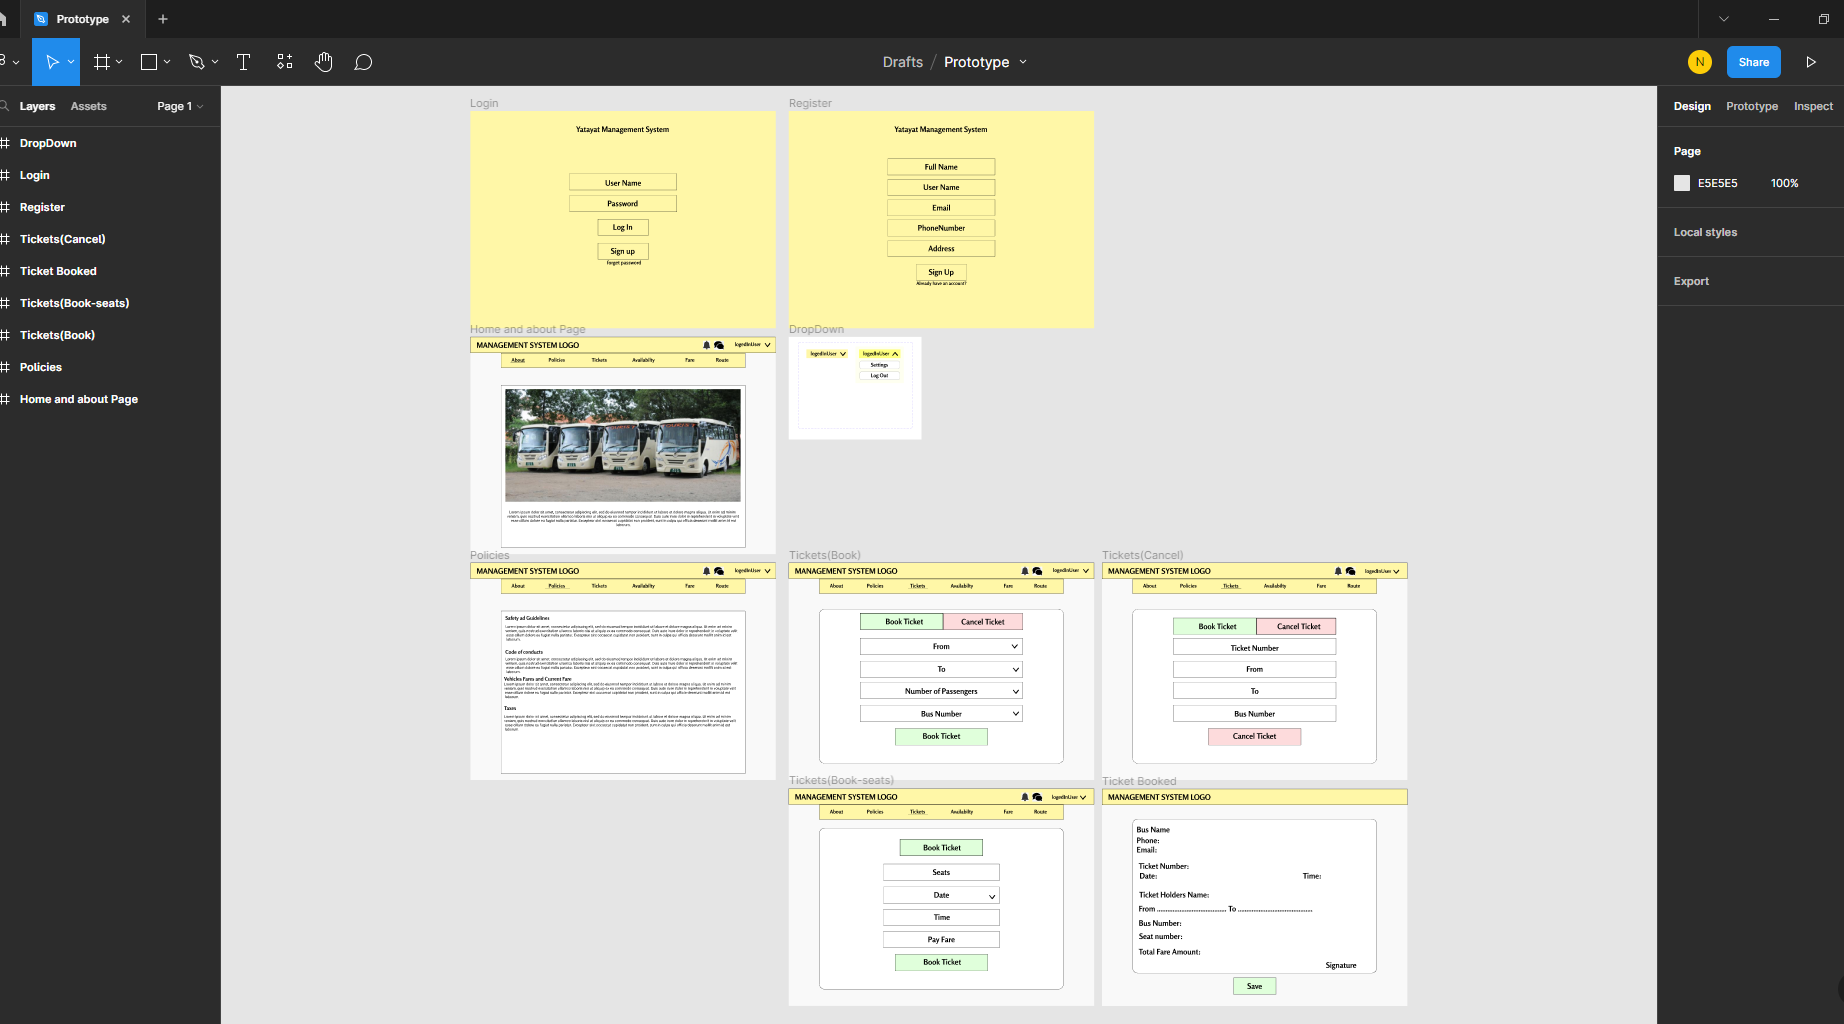 Prototype
Drafts / Prototype
N
Share
Layers
Assets
Page 1
DropDown
Login
Register
Tickets(Cancel)
Ticket Booked
Tickets(Book-seats)
Tickets(Book)
Policies
Home and about Page
Design
Prototype
Inspect
Page
E5E5E5
100%
Local styles
Export
Login
Yatayat Management System
User Name
Password
Log In
Sign up
forget password
Register
Yatayat Management System
Full Name
User Name
Email
PhoneNumber
Address
Sign Up
Already have an account?
Home and about Page
MANAGEMENT SYSTEM LOGO
logedInUser
About Policies Tickets Availability Fare Route
DropDown
logedInUser
logedInUser
Settings
Log Out
Policies
MANAGEMENT SYSTEM LOGO
logedInUser
About Policies Tickets Availability Fare Route
Safety ad Guidelines
Code of conducts
Vehicles Fares and Current Fare
Taxes
Tickets(Book)
MANAGEMENT SYSTEM LOGO
logedInUser
About Policies Tickets Availability Fare Route
Book Ticket
Cancel Ticket
From
To
Number of Passengers
Bus Number
Book Ticket
Tickets(Cancel)
MANAGEMENT SYSTEM LOGO
logedInUser
About Policies Tickets Availability Fare Route
Book Ticket
Cancel Ticket
Ticket Number
From
To
Bus Number
Cancel Ticket
Tickets(Book-seats)
MANAGEMENT SYSTEM LOGO
logedInUser
About Policies Tickets Availability Fare Route
Book Ticket
Seats
Date
Time
Pay Fare
Book Ticket
Ticket Booked
MANAGEMENT SYSTEM LOGO
Bus Name
Phone:
Email:
Ticket Number:
Date:
Time:
Ticket Holders Name:
From ........................................ To ........................................
Bus Number:
Seat number:
Total Fare Amount:
Signature
Save